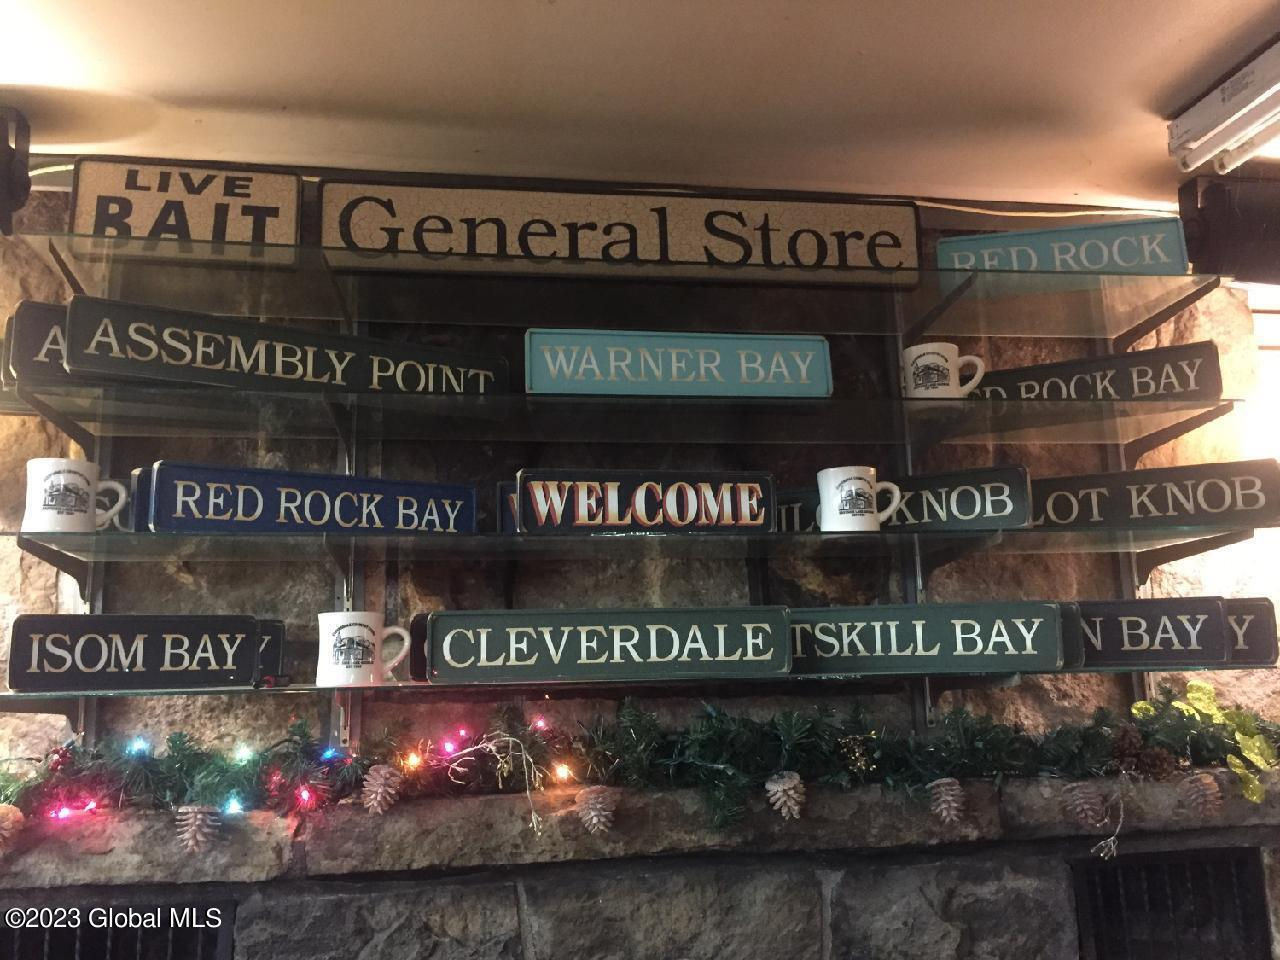 LIVE
BAIT
General Store
RED ROCK
A
ASSEMBLY POINT
WARNER BAY
ROCK BAY
RED ROCK BAY
WELCOME
KNOB
LOT KNOB
ISOM BAY
CLEVERDALE
TSKILL BAY
N BAY
Y
©2023 Global MLS